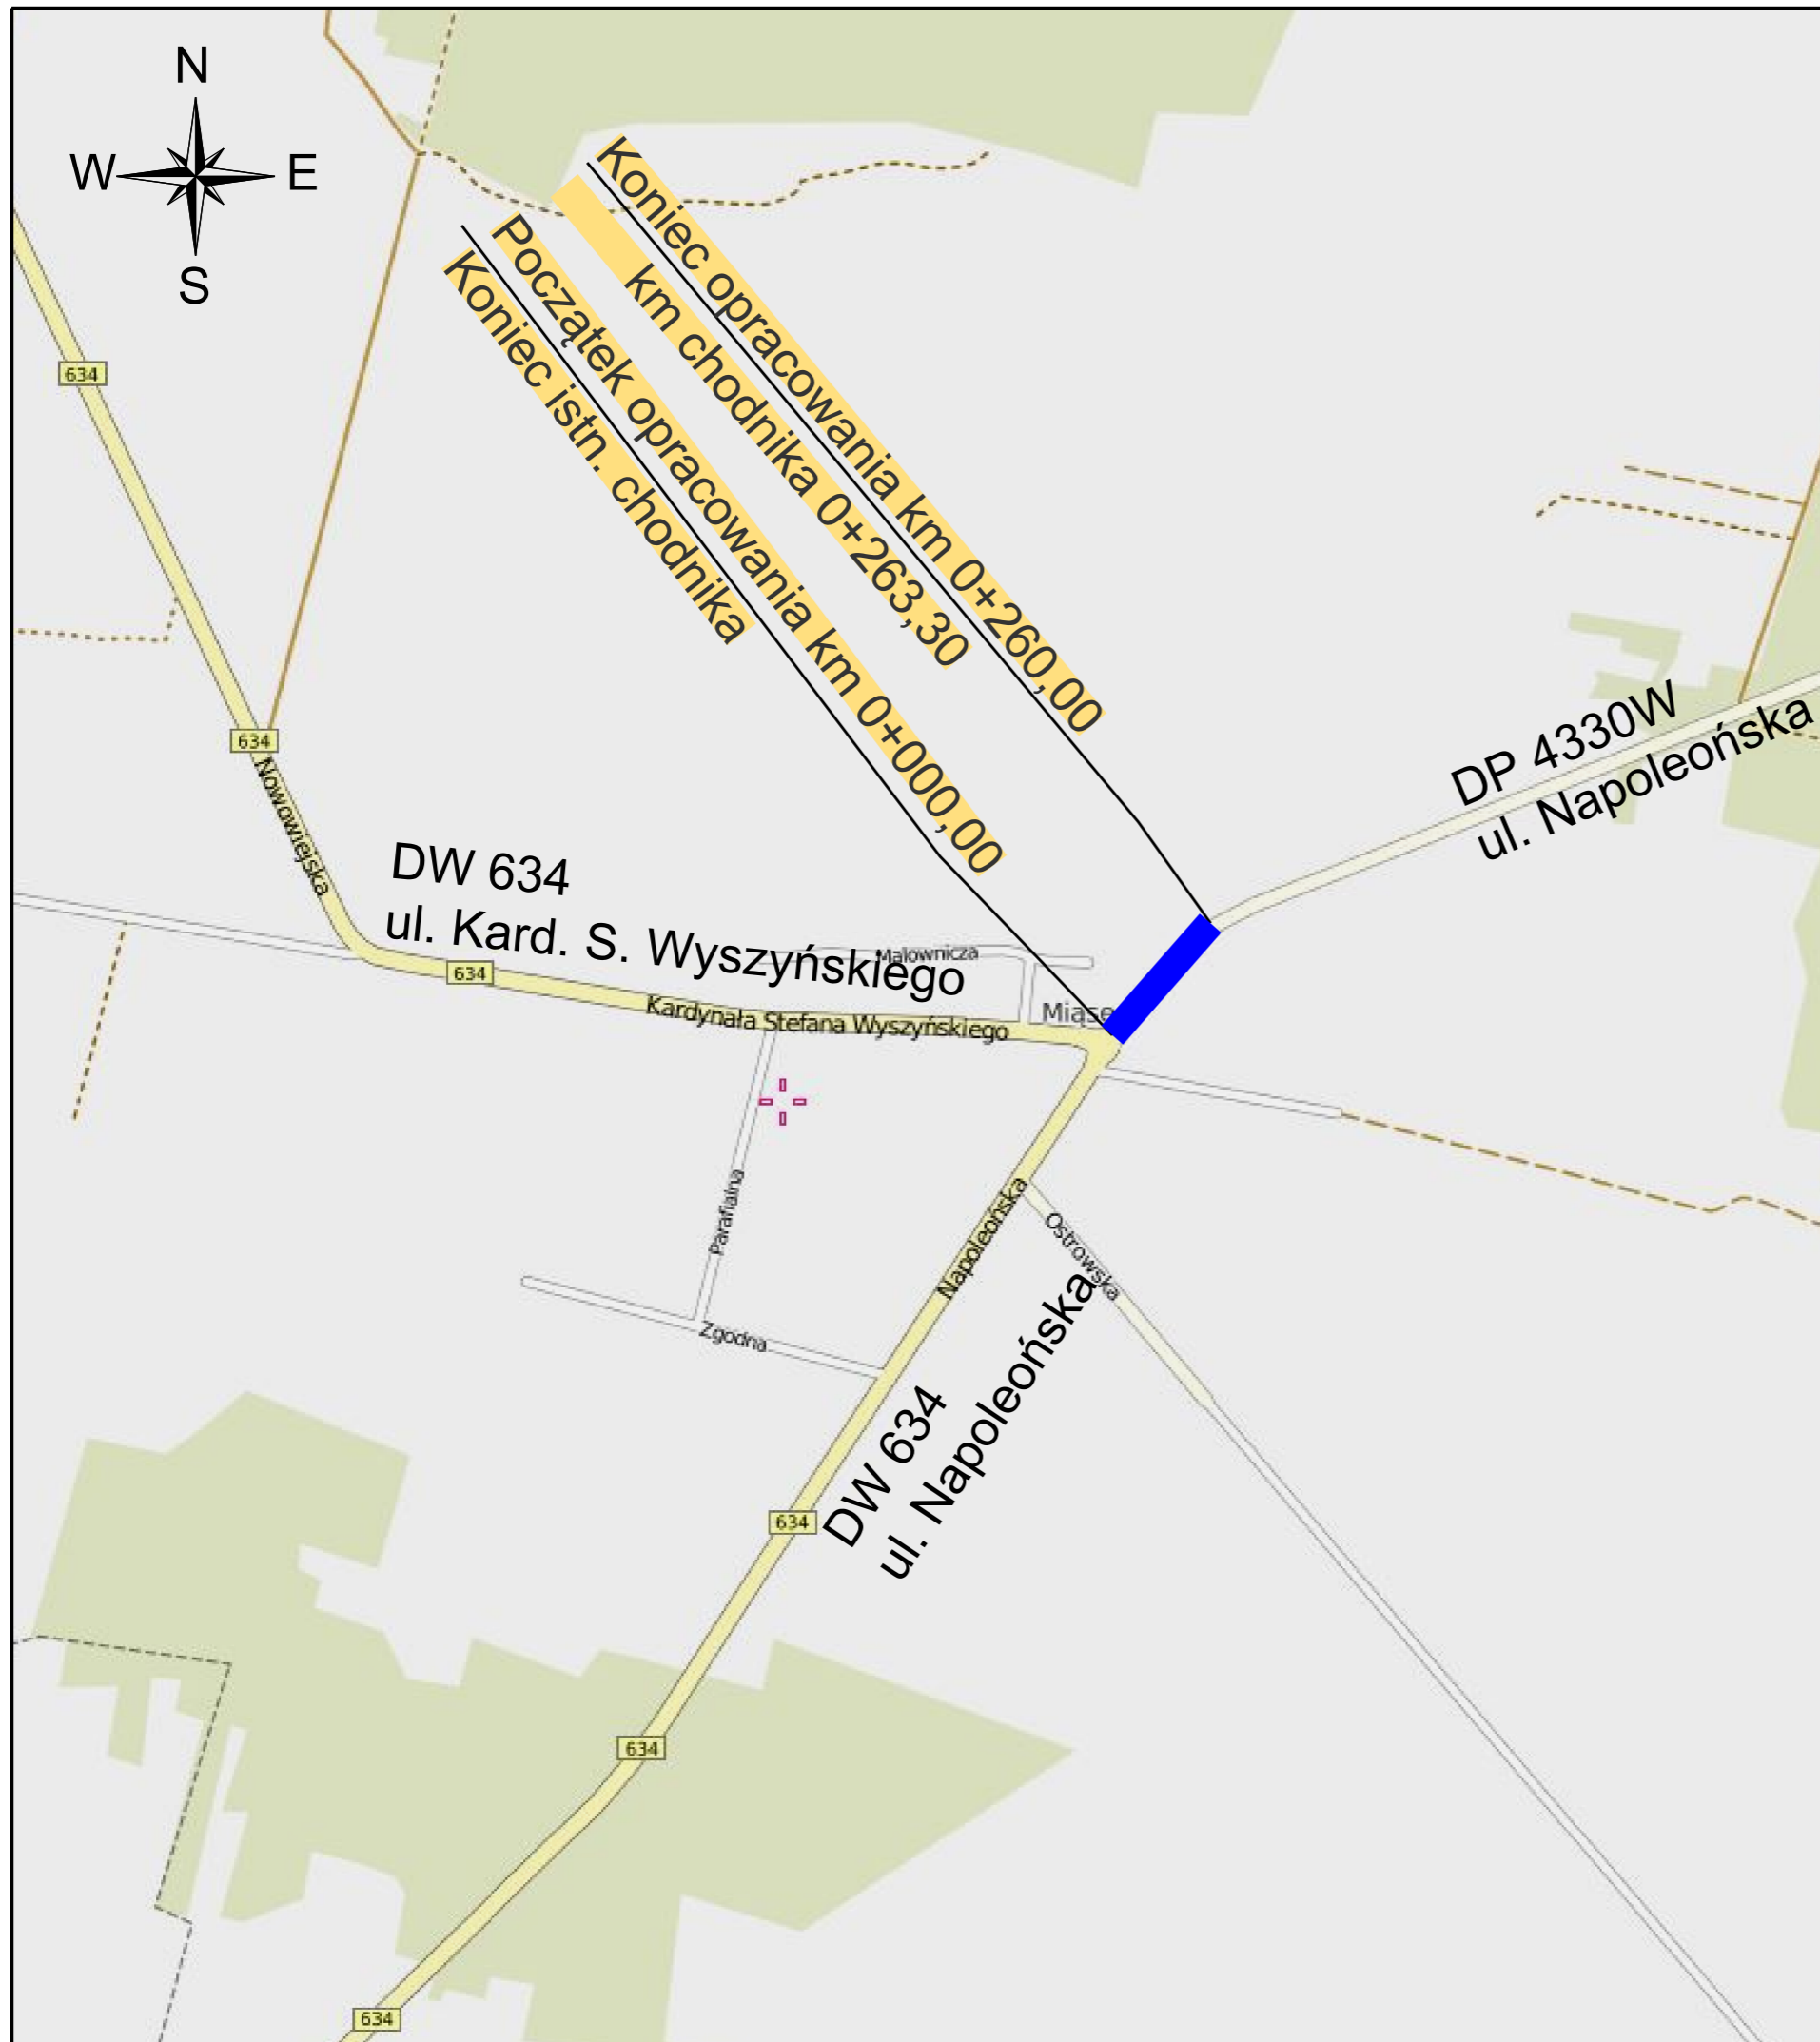 N
W
E
S
Koniec opracowania km 0+260,00
km chodnika 0+263,30
Początek opracowania km 0+000,00
Koniec istn. chodnika
634
634
Nowowiejska
DP 4330W
ul. Napoleońska
DW 634
ul. Kard. S. Wyszyńskiego
Malownicza
634
Kardynała Stefana Wyszyńskiego
Miąse
Parafialna
Napoleońska
Ostrowska
Zgodna
DW 634
ul. Napoleońska
634
634
634